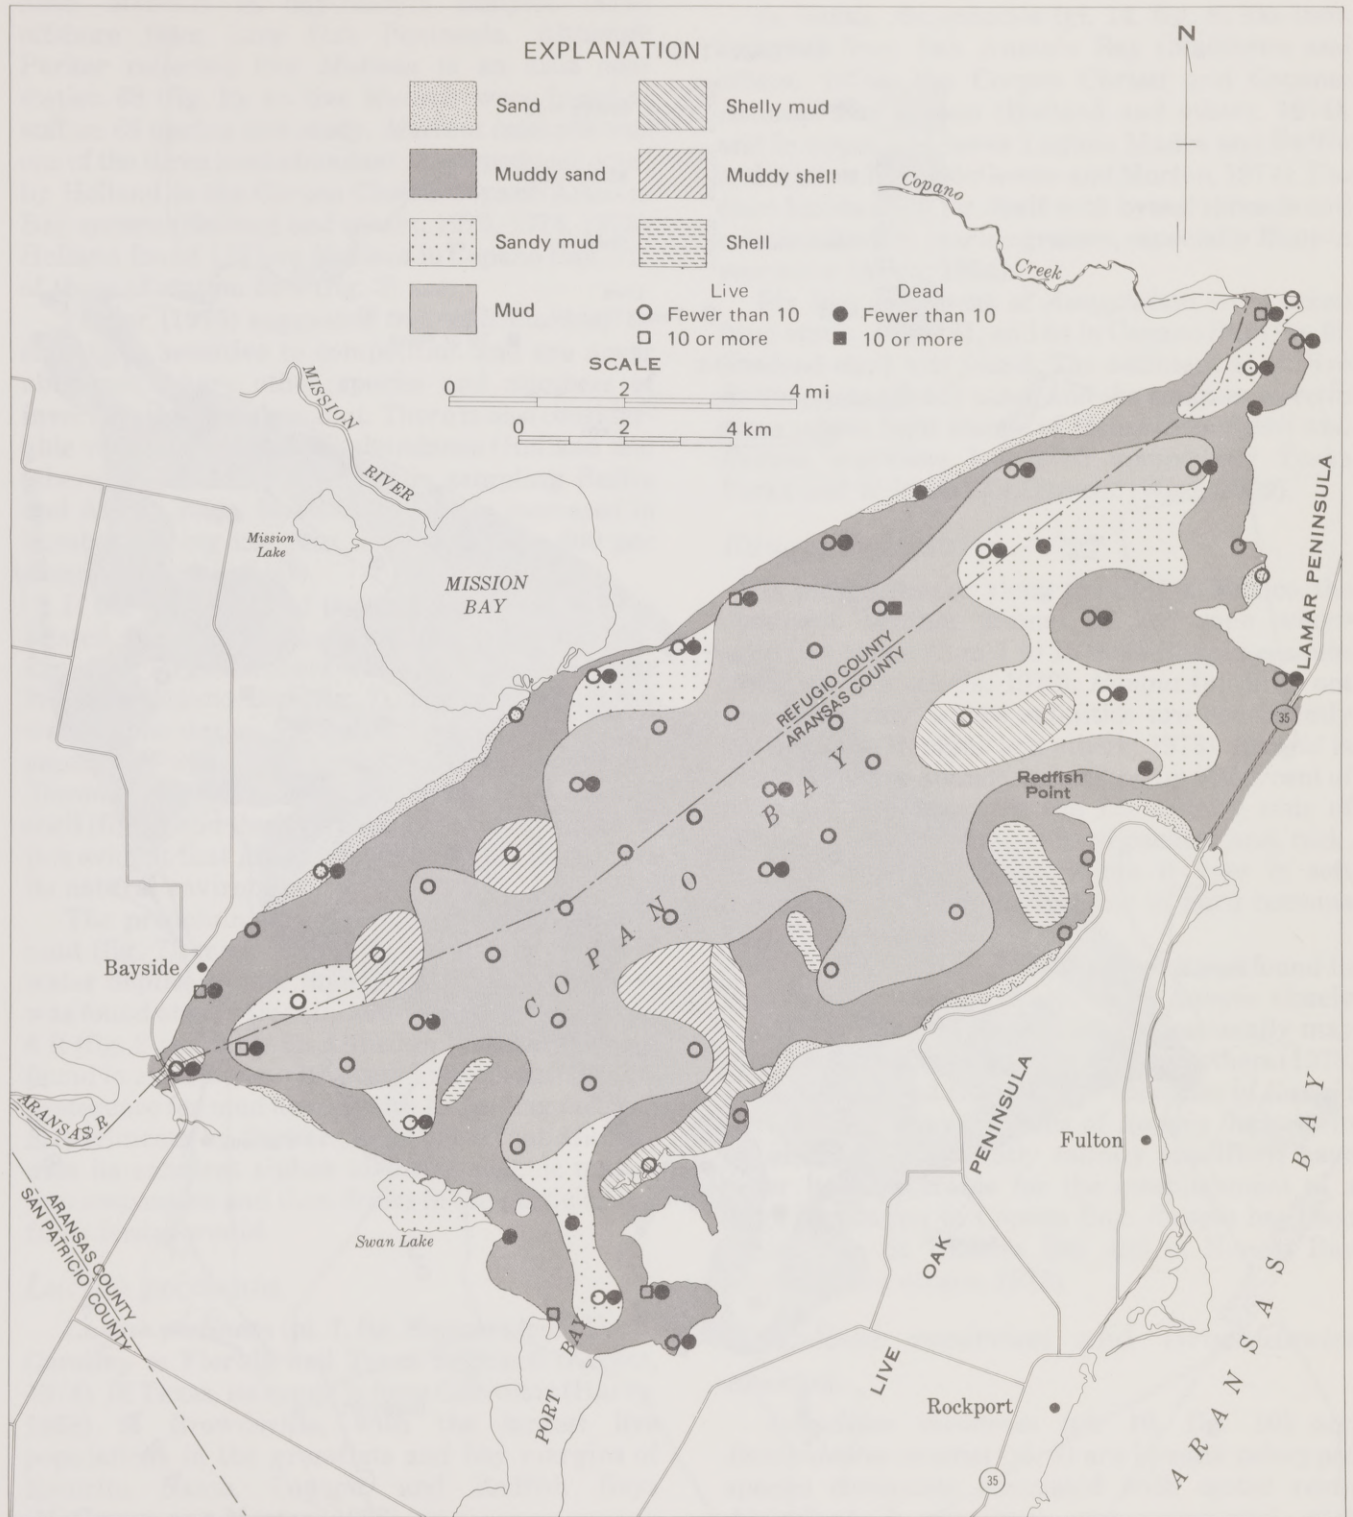 EXPLANATION
Sand
Shelly mud
Muddy sand
Muddy shell
Sandy mud
Shell
Mud
Live
Dead
Fewer than 10
Fewer than 10
10 or more
10 or more
SCALE
0 2 4 mi
0 2 4 km
N
Copano
Creek
MISSION
RIVER
Mission
Lake
MISSION
BAY
LAMAR PENINSULA
REFUGIO COUNTY
ARANSAS COUNTY
35
Redfish
Point
COPANO BAY
Bayside
ARANSAS R
ARANSAS COUNTY
SAN PATRICIO COUNTY
Swan Lake
PORT BAY
LIVE OAK PENINSULA
Fulton
Rockport
35
ARANSAS BAY